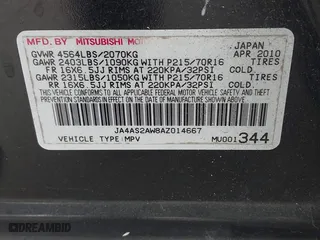 MFD BY MITSUBISHI MOTOR
GVWR 4564LBS/2070KG APR 2010
GAWR 2403LBS/1090KG WITH P215/70R16 TIRES
FR 16X6.5JJ RIMS AT 220KPA/32PSI COLD
GAWR 2315LBS/1050KG WITH P215/70R16 TIRES
RR 16X6.5JJ RIMS AT 220KPA/32PSI COLD
THIS VEHICLE CONFORMS TO ALL APPLICABLE FEDERAL MOTOR VEHICLE
SAFETY AND THEFT PREVENTION STANDARDS IN EFFECT ON THE DATE OF
MANUFACTURE SHOWN ABOVE.
JA4AS2AW8AZ014667
VEHICLE TYPE MPV MU001344
DREAMBID